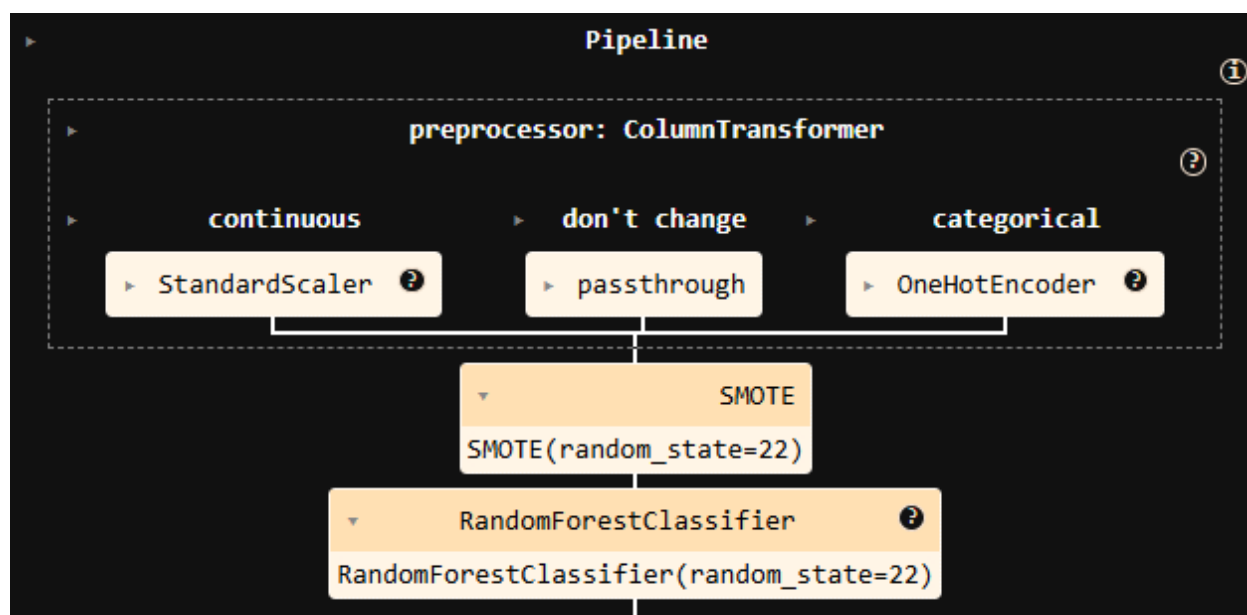 Pipeline
preprocessor: ColumnTransformer
continuous don't change categorical
StandardScaler ? passthrough OneHotEncoder ?
SMOTE
SMOTE(random_state=22)
RandomForestClassifier ?
RandomForestClassifier(random_state=22)